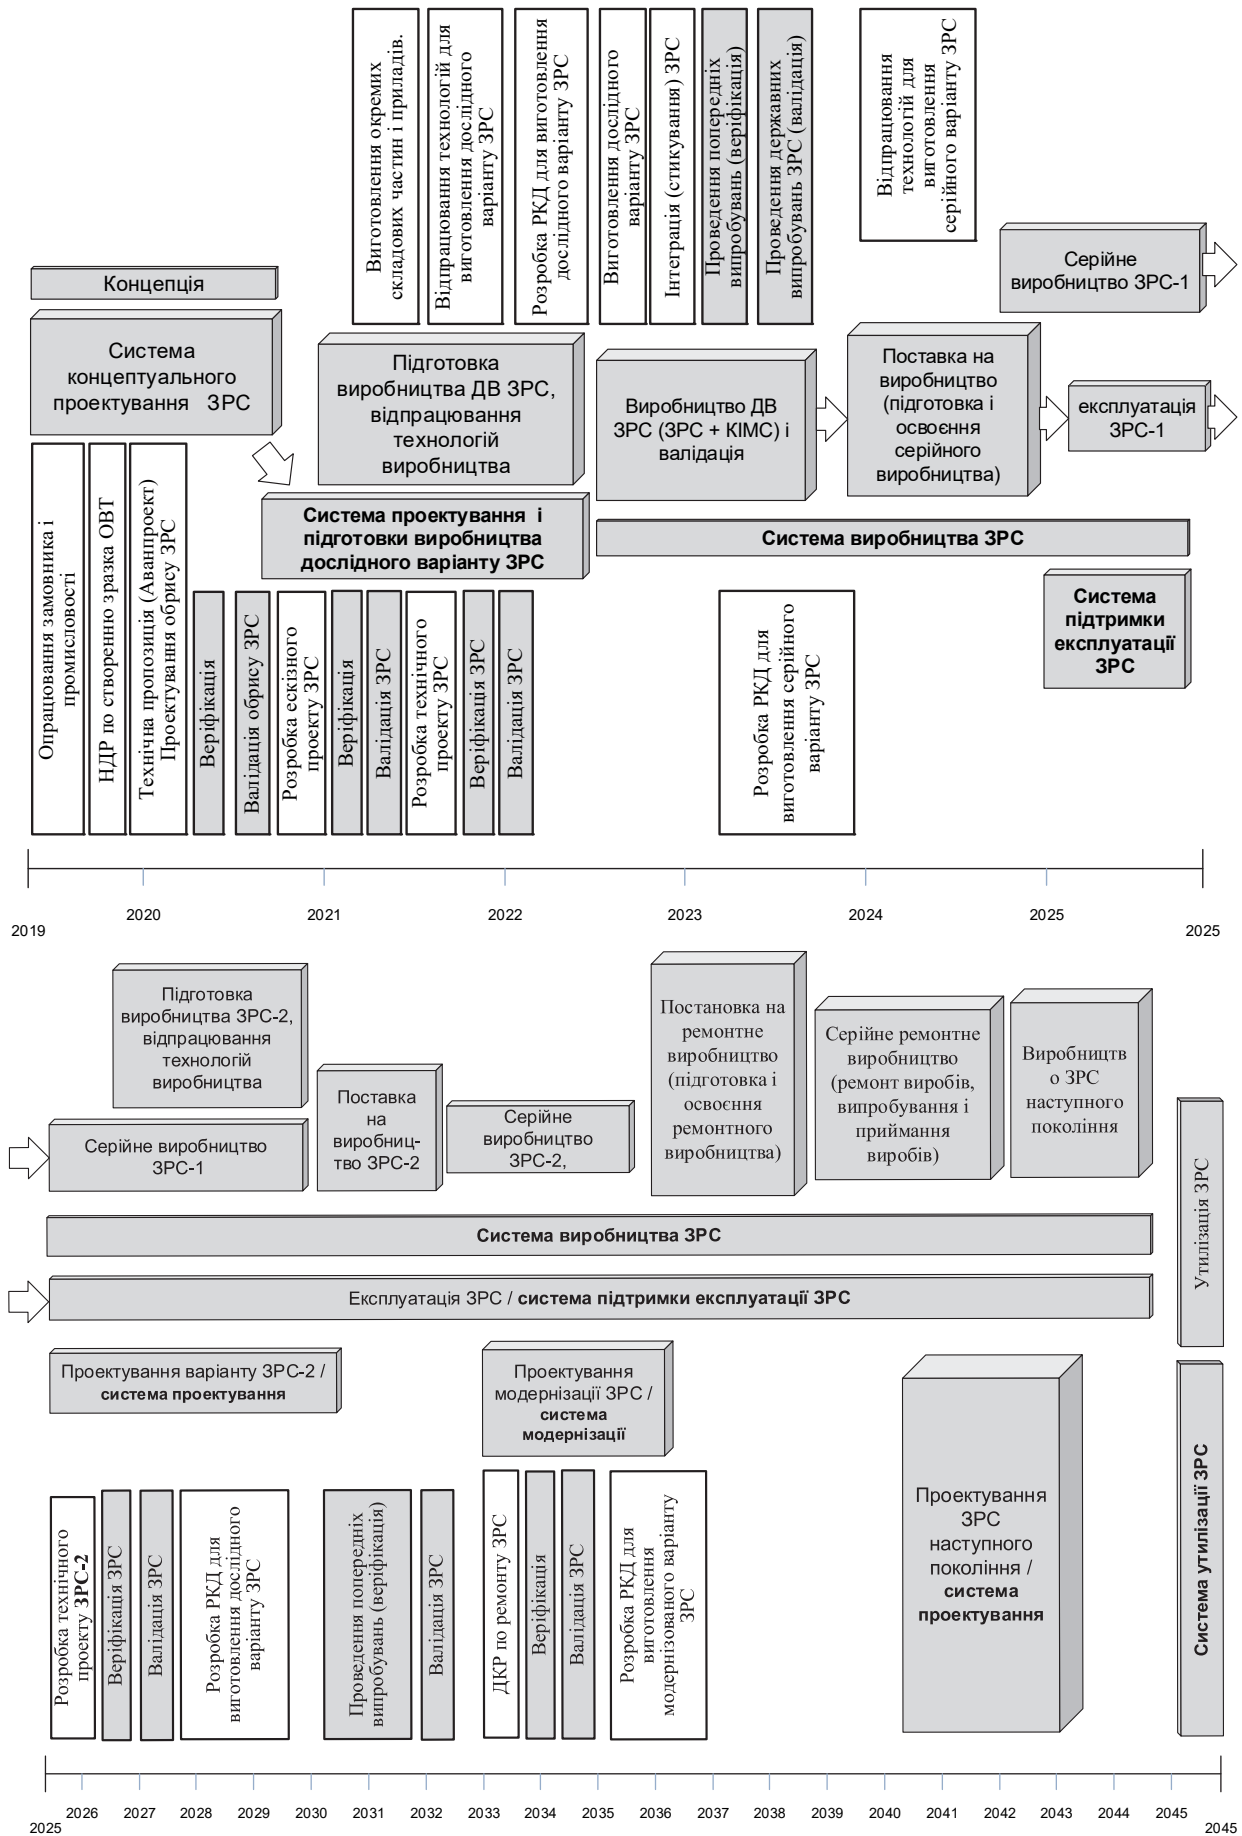 Виготовлення окремих
складових частин і приладів.
Відпрацювання технологій для
виготовлення дослідного
варіанту ЗРС
Розробка РКД для виготовлення
дослідного варіанту ЗРС
Виготовлення дослідного
варіанту ЗРС
Інтеграція (стикування) ЗРС
Проведення попередніх
випробувань (веріфікація)
Проведення державних
випробувань ЗРС (валідація)
Відпрацювання
технологій для
виготовлення
серійного варіанту ЗРС
Серійне
виробництво ЗРС-1
Концепція
Система
концептуального
проектування ЗРС
Підготовка
виробництва ДВ ЗРС,
відпрацювання
технологій
виробництва
Виробництво ДВ
ЗРС (ЗРС + КІМС) і
валідація
Поставка на
виробництво
(підготовка і
освоєння
серійного
виробництва)
експлуатація
ЗРС-1
Система проектування і
підготовки виробництва
дослідного варіанту ЗРС
Система виробництва ЗРС
Система
підтримки
експлуатації
ЗРС
Опрацювання замовника і
промисловості
НДР по створенню зразка ОВТ
Технічна пропозиція (Аванпроект)
Проектування обрису ЗРС
Веріфікація
Валідація обрису ЗРС
Розробка ескізного
проекту ЗРС
Веріфікація
Валідація ЗРС
Розробка технічного
проекту ЗРС
Веріфікація ЗРС
Валідація ЗРС
Розробка РКД для
виготовлення серійного
варіанту ЗРС
2020
2021
2022
2023
2024
2025
2019
2025
Підготовка
виробництва ЗРС-2,
відпрацювання
технологій
виробництва
Серійне виробництво
ЗРС-1
Поставка
на
виробниц-
тво ЗРС-2
Серійне
виробництво
ЗРС-2,
Постановка на
ремонтне
виробництво
(підготовка і
освоєння
ремонтного
виробництва)
Серійне ремонтне
виробництво
(ремонт виробів,
випробування і
приймання
виробів)
Виробництв
о ЗРС
наступного
покоління
Утилізація ЗРС
Система виробництва ЗРС
Експлуатація ЗРС / система підтримки експлуатації ЗРС
Проектування варіанту ЗРС-2 /
система проектування
Проектування
модернізації ЗРС /
система
модернізації
Проектування
ЗРС
наступного
покоління /
система
проектування
Система утилізації ЗРС
Розробка технічного
проекту ЗРС-2
Веріфікація ЗРС
Валідація ЗРС
Розробка РКД для
виготовлення дослідного
варіанту ЗРС
Проведення попередніх
випробувань (веріфікація)
Валідація ЗРС
ДКР по ремонту ЗРС
Веріфікація
Валідація ЗРС
Розробка РКД для
виготовлення
модернізованого варіанту
ЗРС
2026
2027
2028
2029
2030
2031
2032
2033
2034
2035
2036
2037
2038
2039
2040
2041
2042
2043
2044
2045
2025
2045